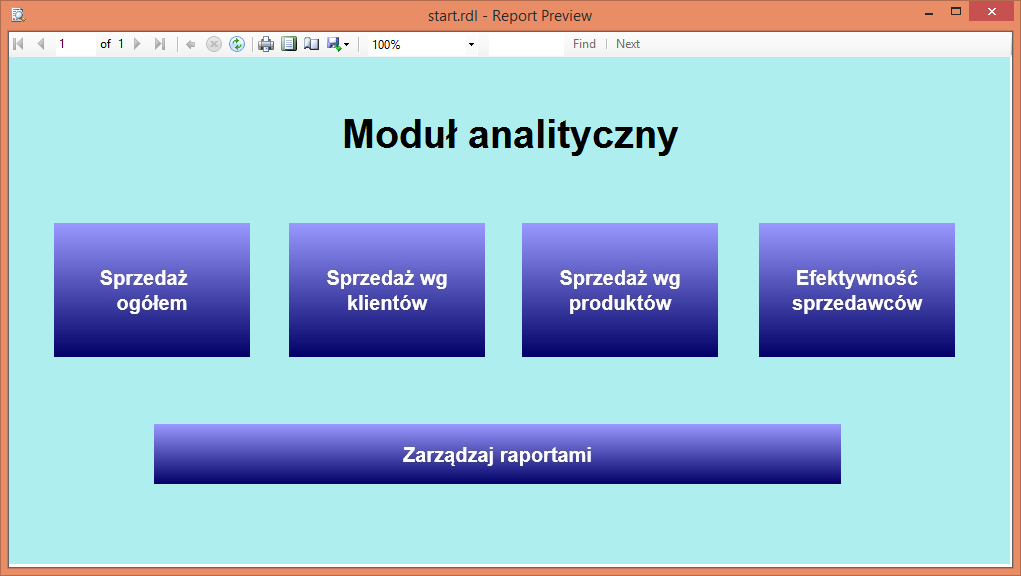 start.rdl - Report Preview
1 of 1 100% Find Next
Moduł analityczny
Sprzedaż
ogółem
Sprzedaż wg
klientów
Sprzedaż wg
produktów
Efektywność
sprzedawców
Zarządzaj raportami